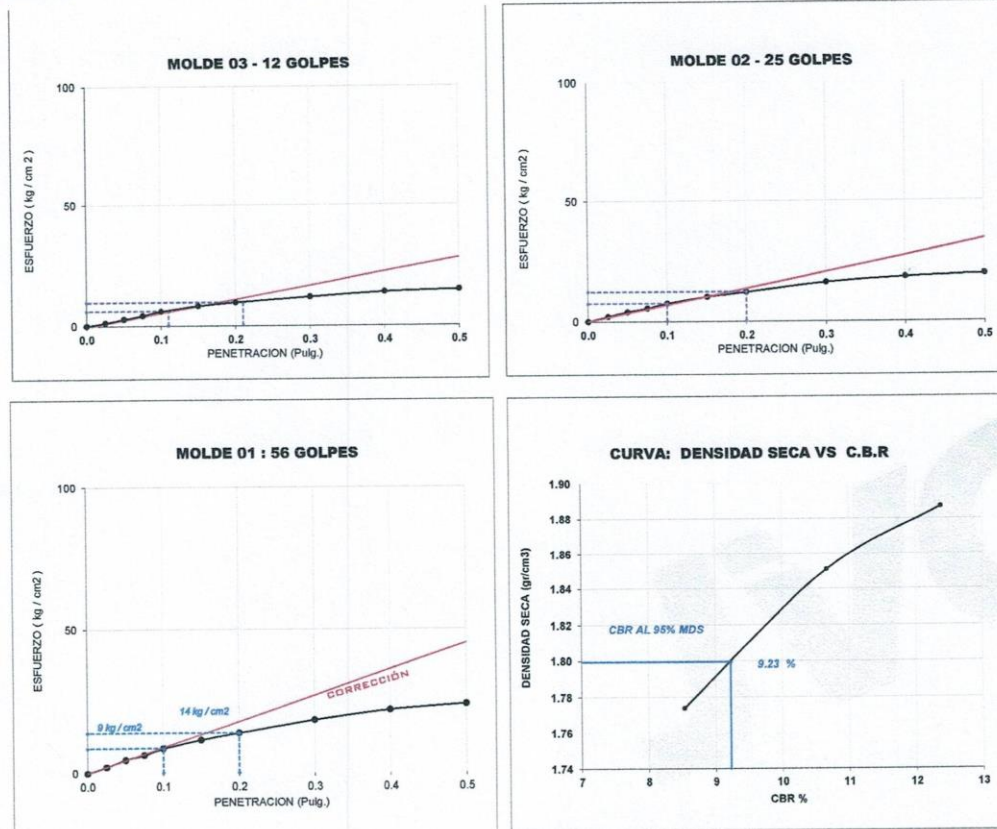 MOLDE 03 - 12 GOLPES
100
50
0
ESFUERZO ( kg / cm 2 )
0.0 0.1 0.2 0.3 0.4 0.5
PENETRACION (Pulg.)
MOLDE 02 - 25 GOLPES
100
50
0
ESFUERZO ( kg / cm2 )
0.0 0.1 0.2 0.3 0.4 0.5
PENETRACION (Pulg.)
MOLDE 01 : 56 GOLPES
100
50
0
ESFUERZO ( kg / cm2 )
CORRECCIÓN
14 kg / cm2
9 kg / cm2
0.0 0.1 0.2 0.3 0.4 0.5
PENETRACION (Pulg.)
CURVA: DENSIDAD SECA VS C.B.R
1.90
1.88
1.86
1.84
1.82
1.80
1.78
1.76
1.74
DENSIDAD SECA (gr/cm3)
CBR AL 95% MDS
9.23 %
7 8 9 10 11 12 13
CBR %